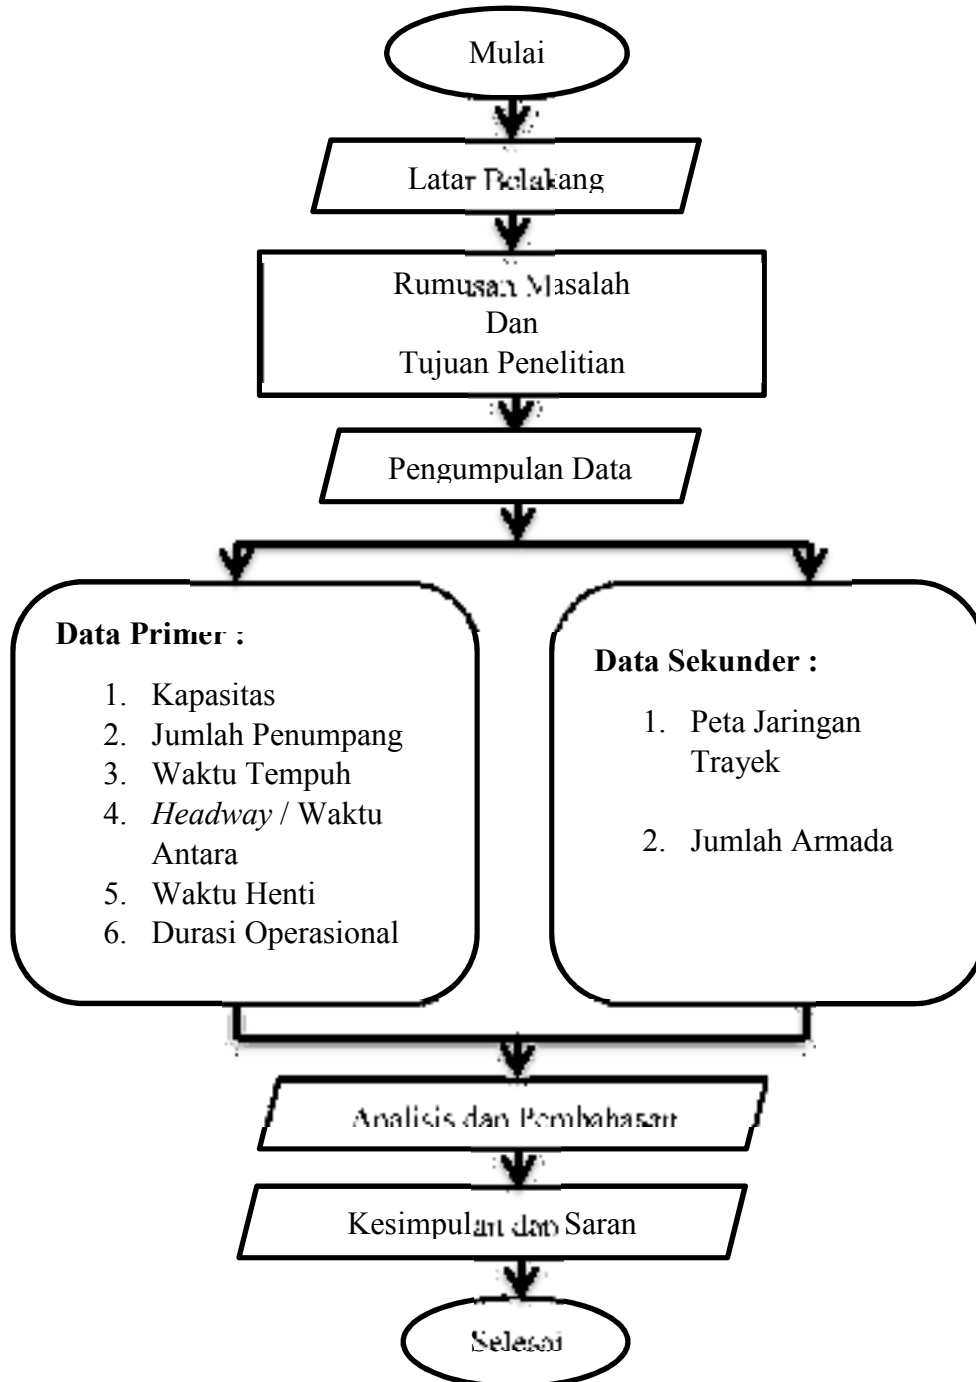 Mulai
Latar Belakang
Rumusan Masalah
Dan
Tujuan Penelitian
Pengumpulan Data
Data Primer :
1. Kapasitas
2. Jumlah Penumpang
3. Waktu Tempuh
4. Headway / Waktu
Antara
5. Waktu Henti
6. Durasi Operasional
Data Sekunder :
1. Peta Jaringan
Trayek
2. Jumlah Armada
Analisis dan Pembahasan
Kesimpulan dan Saran
Selesai